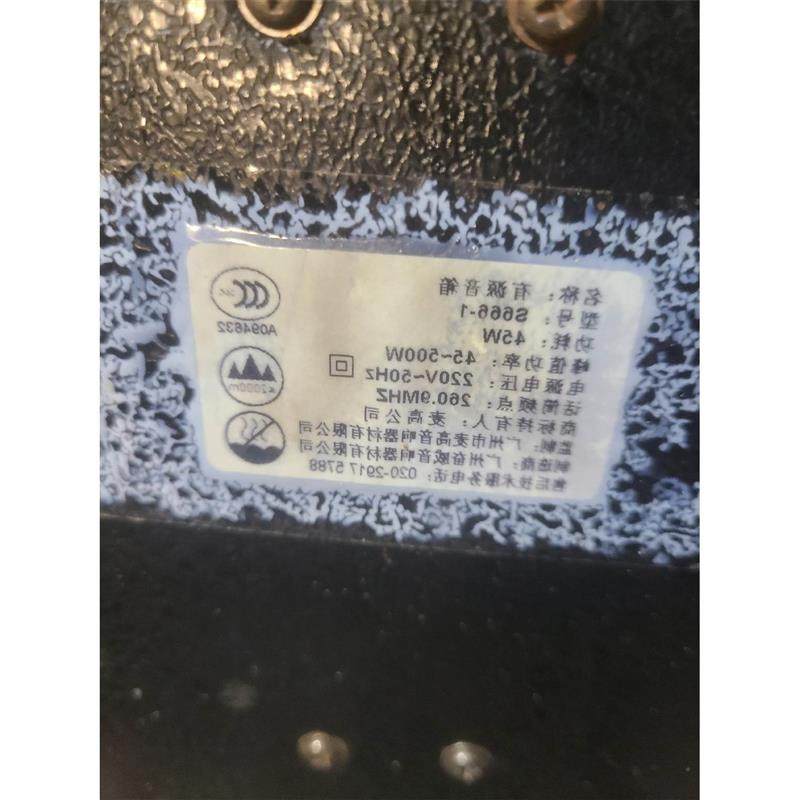 名称：有源音箱
型号：S666-1
功耗：45W
峰值功率：45~500W
电源电压：220V~50Hz
话筒频点：260.9MHZ
商标持有人：麦高公司
监制：广州市麦高音响器材有限公司
制造商：广州奋威音响器材有限公司
售后技术服务电话：020-2917 5788
CCC
A094632
≤2000m